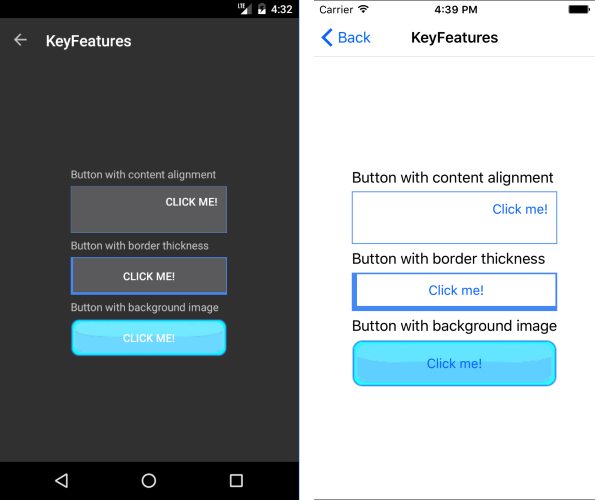 LTE 4:32
KeyFeatures
Button with content alignment
CLICK ME!
Button with border thickness
CLICK ME!
Button with background image
CLICK ME!
Carrier 4:39 PM
Back KeyFeatures
Button with content alignment
Click me!
Button with border thickness
Click me!
Button with background image
Click me!